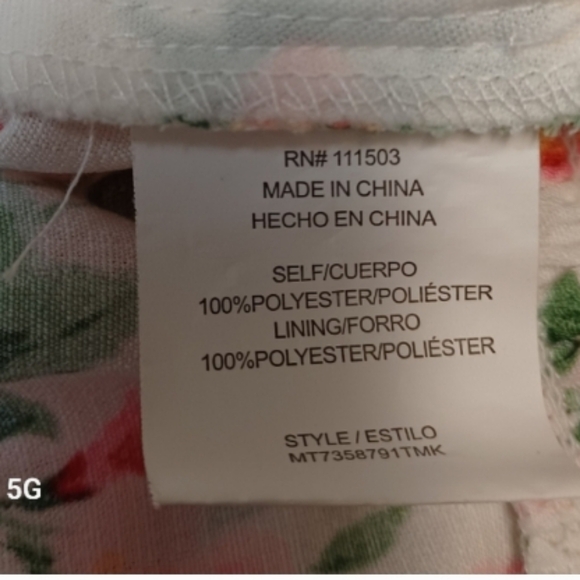 RN# 111503
MADE IN CHINA
HECHO EN CHINA
SELF/CUERPO
100%POLYESTER/POLIÉSTER
LINING/FORRO
100%POLYESTER/POLIÉSTER
STYLE / ESTILO
MT7358791TMK
5G